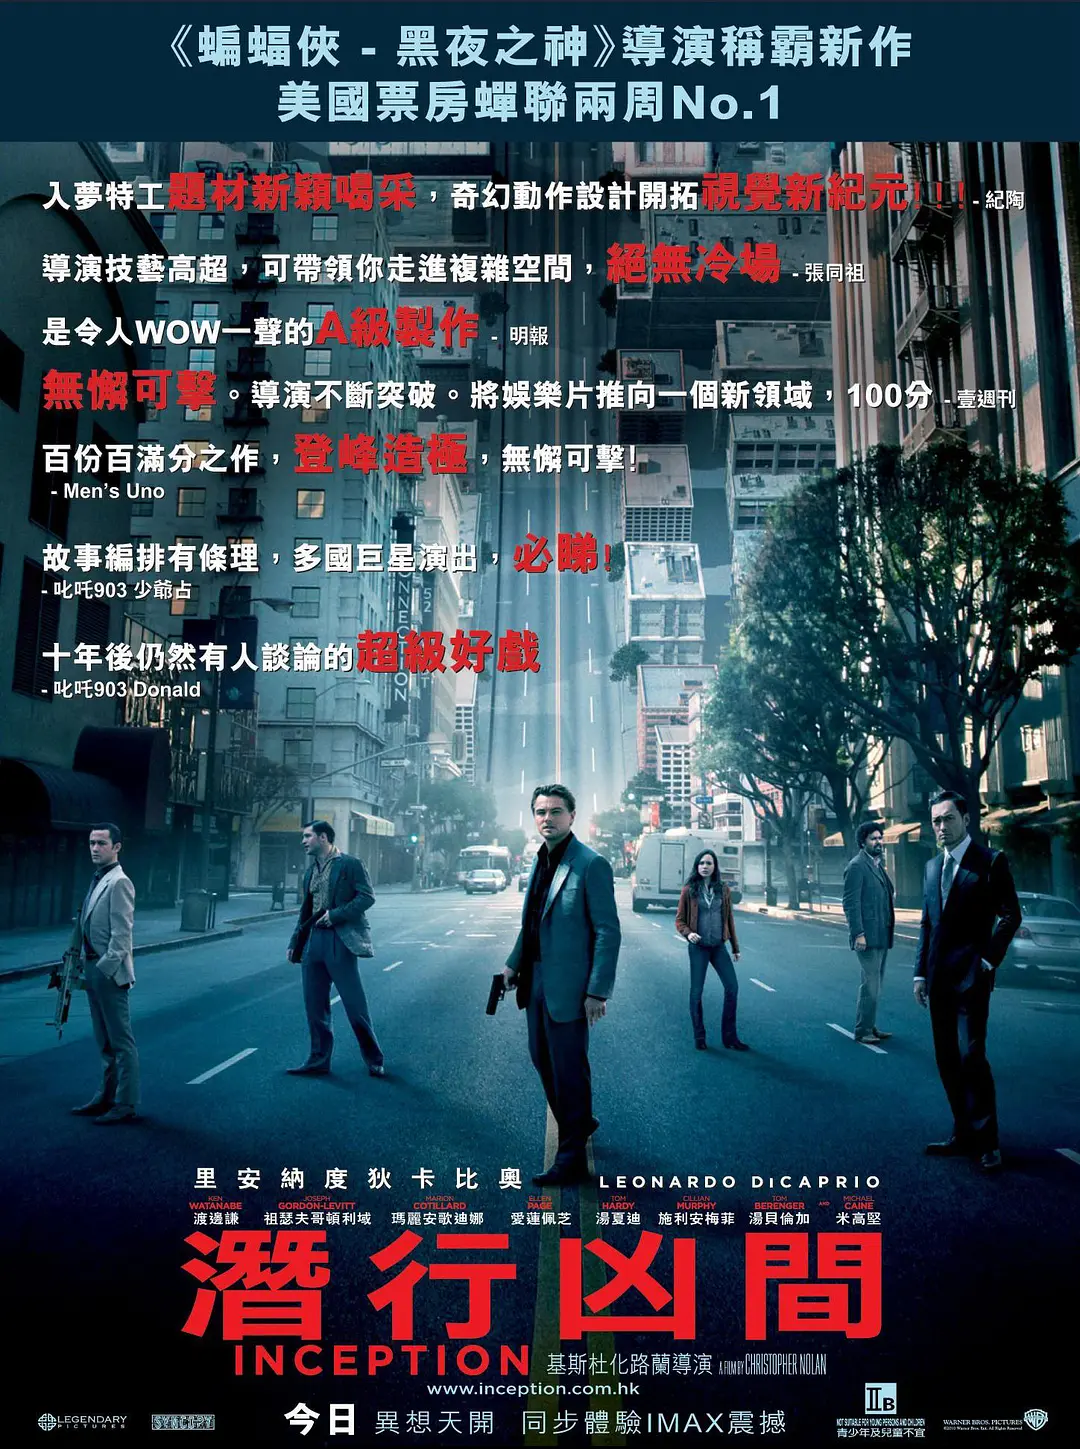 《蝙蝠俠 - 黑夜之神》導演稱霸新作
美國票房蟬聯兩周No.1
入夢特工題材新穎喝采，奇幻動作設計開拓視覺新紀元!!! - 紀陶
導演技藝高超，可帶領你走進複雜空間，絕無冷場 - 張同祖
是令人WOW一聲的A級製作 - 明報
無懈可擊。導演不斷突破。將娛樂片推向一個新領域，100分 - 壹週刊
百份百滿分之作，登峰造極，無懈可擊!
- Men's Uno
故事編排有條理，多國巨星演出，必睇!
- 叱吒903 少爺占
十年後仍然有人談論的超級好戲
- 叱吒903 Donald
里安納度狄卡比奧 LEONARDO DiCAPRIO
KEN WATANABE JOSEPH GORDON-LEVITT MARION COTILLARD ELLEN PAGE TOM HARDY CILLIAN MURPHY TOM BERENGER AND MICHAEL CAINE
渡邊謙 祖瑟夫哥頓利域 瑪麗安歌迪娜 愛蓮佩芝 湯夏迪 施利安梅菲 湯貝倫加 米高堅
潛行凶間
INCEPTION 基斯杜化路蘭導演 A FILM BY CHRISTOPHER NOLAN
www.inception.com.hk
今日 異想天開 同步體驗IMAX震撼
LEGENDARY PICTURES
SYNCOPY
IIB
NOT SUITABLE FOR YOUNG PERSONS AND CHILDREN
青少年及兒童不宜
WARNER BROS. PICTURES